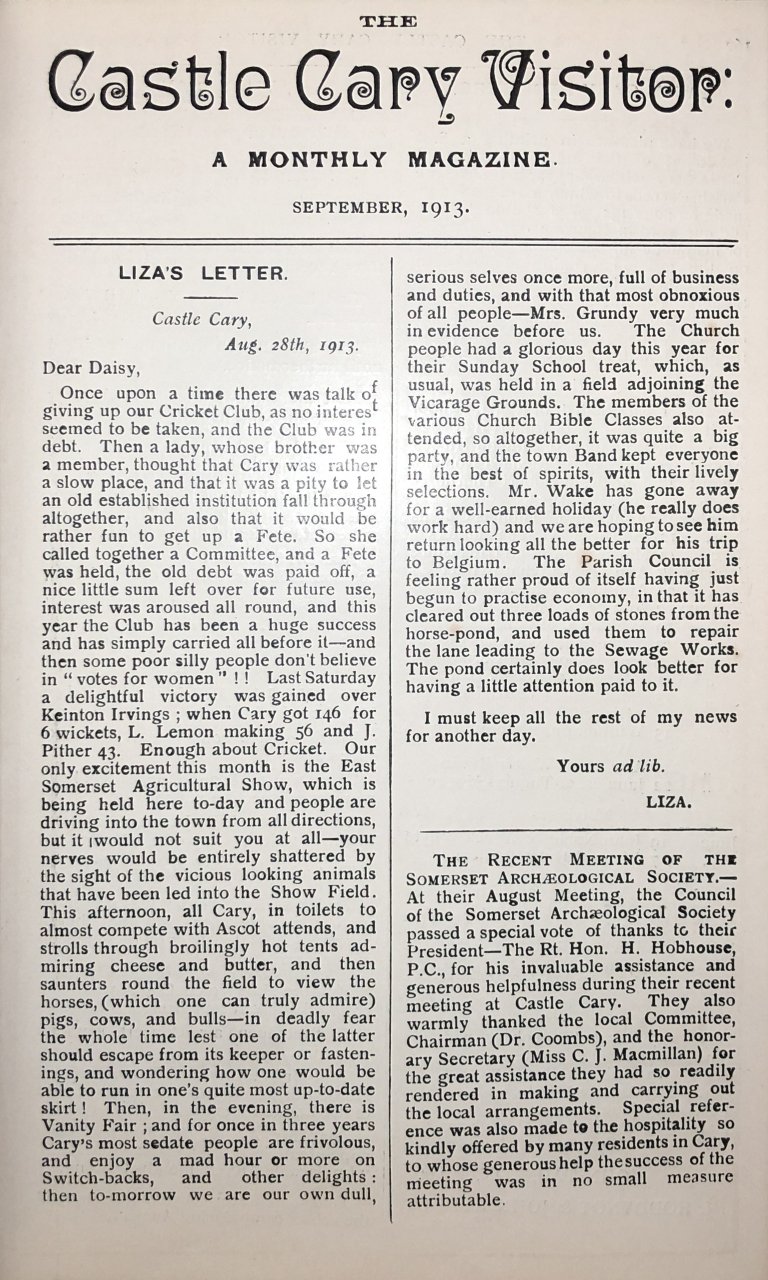 THE
Castle Cary Visitor:
A MONTHLY MAGAZINE.
SEPTEMBER, 1913.
LIZA'S LETTER.
Castle Cary,
Aug. 28th, 1913.
Dear Daisy,
Once upon a time there was talk of
giving up our Cricket Club, as no interest
seemed to be taken, and the Club was in
debt. Then a lady, whose brother was
a member, thought that Cary was rather
a slow place, and that it was a pity to let
an old established institution fall through
altogether, and also that it would be
rather fun to get up a Fete. So she
called together a Committee, and a Fete
was held, the old debt was paid off, a
nice little sum left over for future use,
interest was aroused all round, and this
year the Club has been a huge success
and has simply carried all before it—and
then some poor silly people don't believe
in “ votes for women ” ! ! Last Saturday
a delightful victory was gained over
Keinton Irvings ; when Cary got 146 for
6 wickets, L. Lemon making 56 and J.
Pither 43. Enough about Cricket. Our
only excitement this month is the East
Somerset Agricultural Show, which is
being held here to-day and people are
driving into the town from all directions,
but it would not suit you at all—your
nerves would be entirely shattered by
the sight of the vicious looking animals
that have been led into the Show Field.
This afternoon, all Cary, in toilets to
almost compete with Ascot attends, and
strolls through broilingly hot tents ad-
miring cheese and butter, and then
saunters round the field to view the
horses, (which one can truly admire)
pigs, cows, and bulls—in deadly fear
the whole time lest one of the latter
should escape from its keeper or fasten-
ings, and wondering how one would be
able to run in one's quite most up-to-date
skirt ! Then, in the evening, there is
Vanity Fair ; and for once in three years
Cary's most sedate people are frivolous,
and enjoy a mad hour or more on
Switch-backs, and other delights :
then to-morrow we are our own dull,
serious selves once more, full of business
and duties, and with that most obnoxious
of all people—Mrs. Grundy very much
in evidence before us. The Church
people had a glorious day this year for
their Sunday School treat, which, as
usual, was held in a field adjoining the
Vicarage Grounds. The members of the
various Church Bible Classes also at-
tended, so altogether, it was quite a big
party, and the town Band kept everyone
in the best of spirits, with their lively
selections. Mr. Wake has gone away
for a well-earned holiday (he really does
work hard) and we are hoping to see him
return looking all the better for his trip
to Belgium. The Parish Council is
feeling rather proud of itself having just
begun to practise economy, in that it has
cleared out three loads of stones from the
horse-pond, and used them to repair
the lane leading to the Sewage Works.
The pond certainly does look better for
having a little attention paid to it.
I must keep all the rest of my news
for another day.
Yours ad lib.
LIZA.
THE RECENT MEETING OF THE
SOMERSET ARCHÆOLOGICAL SOCIETY.—
At their August Meeting, the Council
of the Somerset Archæological Society
passed a special vote of thanks to their
President—The Rt. Hon. H. Hobhouse,
P.C., for his invaluable assistance and
generous helpfulness during their recent
meeting at Castle Cary. They also
warmly thanked the local Committee,
Chairman (Dr. Coombs), and the honor-
ary Secretary (Miss C. J. Macmillan) for
the great assistance they had so readily
rendered in making and carrying out
the local arrangements. Special refer-
ence was also made to the hospitality so
kindly offered by many residents in Cary,
to whose generous help the success of the
meeting was in no small measure
attributable.